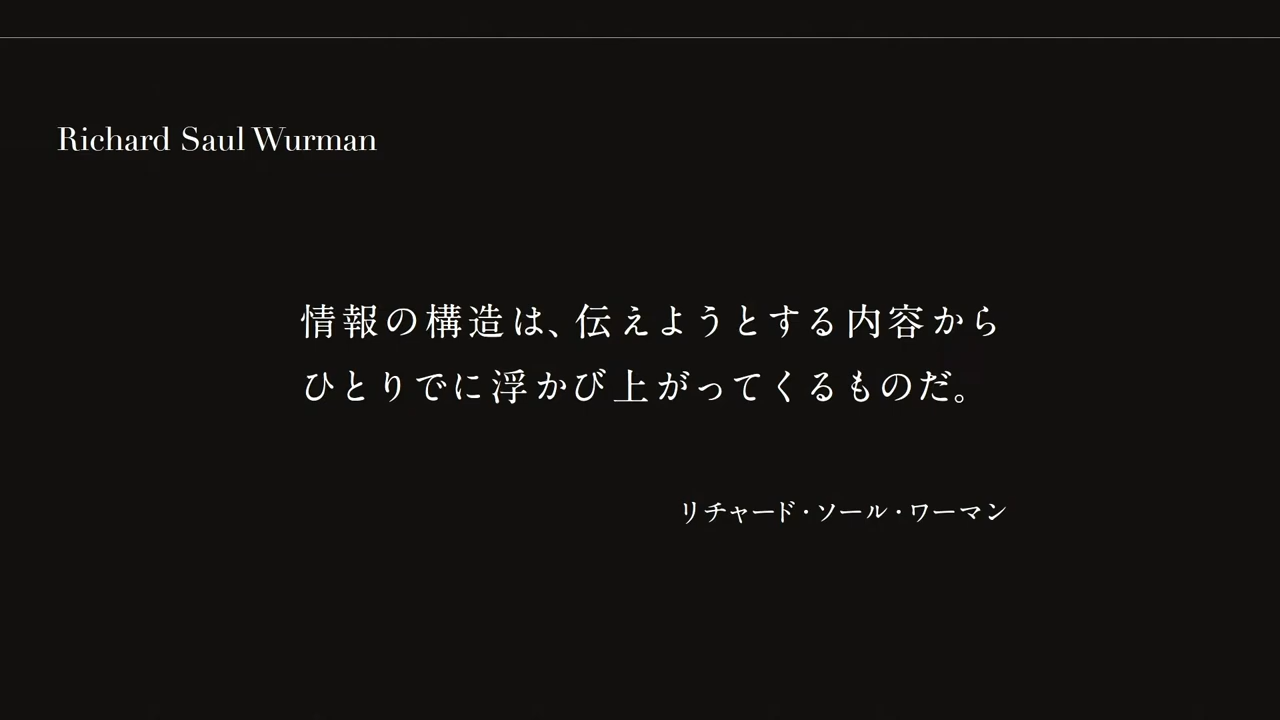 Richard Saul Wurman
情報の構造は、伝えようとする内容から
ひとりでに浮かび上がってくるものだ。
リチャード・ソール・ワーマン